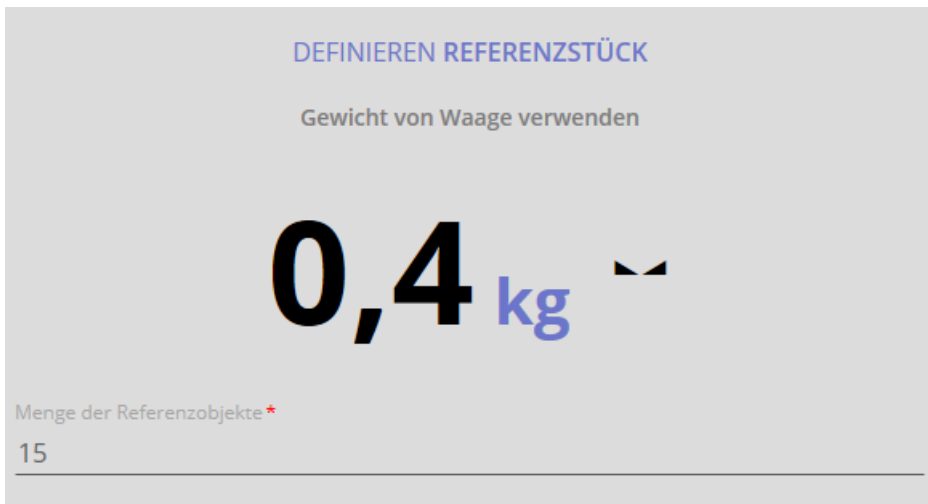 DEFINIEREN REFERENZSTÜCK
Gewicht von Waage verwenden
0,4 kg
Menge der Referenzobjekte *
15